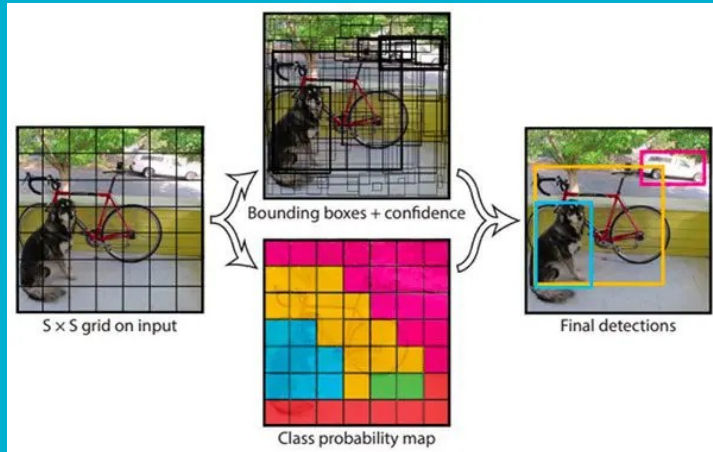 Bounding boxes + confidence
S × S grid on input
Final detections
Class probability map